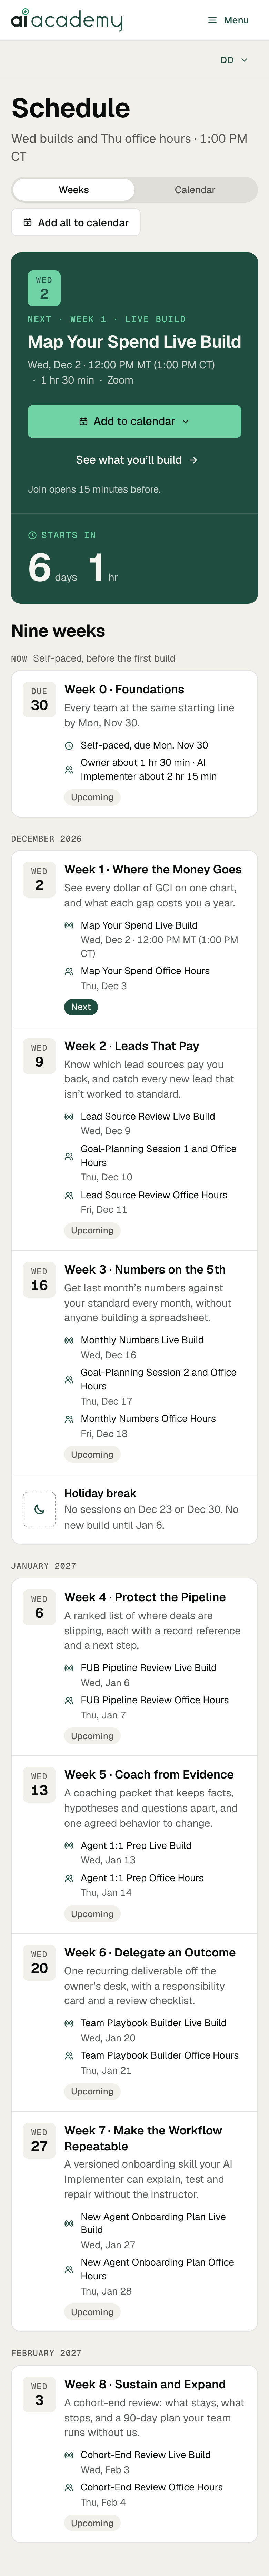 ai academy
Menu
DD
Schedule
Wed builds and Thu office hours · 1:00 PM
CT
Weeks
Calendar
Add all to calendar
WED
2
NEXT · WEEK 1 · LIVE BUILD
Map Your Spend Live Build
Wed, Dec 2 · 12:00 PM MT (1:00 PM CT)
· 1 hr 30 min · Zoom
Add to calendar
See what you’ll build →
Join opens 15 minutes before.
STARTS IN
6 days 1 hr
Nine weeks
NOW Self-paced, before the first build
DUE
30
Week 0 · Foundations
Every team at the same starting line
by Mon, Nov 30.
Self-paced, due Mon, Nov 30
Owner about 1 hr 30 min · AI
Implementer about 2 hr 15 min
Upcoming
DECEMBER 2026
WED
2
Week 1 · Where the Money Goes
See every dollar of GCI on one chart,
and what each gap costs you a year.
Map Your Spend Live Build
Wed, Dec 2 · 12:00 PM MT (1:00 PM
CT)
Map Your Spend Office Hours
Thu, Dec 3
Next
WED
9
Week 2 · Leads That Pay
Know which lead sources pay you
back, and catch every new lead that
isn’t worked to standard.
Lead Source Review Live Build
Wed, Dec 9
Goal-Planning Session 1 and Office
Hours
Thu, Dec 10
Lead Source Review Office Hours
Fri, Dec 11
Upcoming
WED
16
Week 3 · Numbers on the 5th
Get last month’s numbers against
your standard every month, without
anyone building a spreadsheet.
Monthly Numbers Live Build
Wed, Dec 16
Goal-Planning Session 2 and Office
Hours
Thu, Dec 17
Monthly Numbers Office Hours
Fri, Dec 18
Upcoming
Holiday break
No sessions on Dec 23 or Dec 30. No
new build until Jan 6.
JANUARY 2027
WED
6
Week 4 · Protect the Pipeline
A ranked list of where deals are
slipping, each with a record reference
and a next step.
FUB Pipeline Review Live Build
Wed, Jan 6
FUB Pipeline Review Office Hours
Thu, Jan 7
Upcoming
WED
13
Week 5 · Coach from Evidence
A coaching packet that keeps facts,
hypotheses and questions apart, and
one agreed behavior to change.
Agent 1:1 Prep Live Build
Wed, Jan 13
Agent 1:1 Prep Office Hours
Thu, Jan 14
Upcoming
WED
20
Week 6 · Delegate an Outcome
One recurring deliverable off the
owner’s desk, with a responsibility
card and a review checklist.
Team Playbook Builder Live Build
Wed, Jan 20
Team Playbook Builder Office Hours
Thu, Jan 21
Upcoming
WED
27
Week 7 · Make the Workflow
Repeatable
A versioned onboarding skill your AI
Implementer can explain, test and
repair without the instructor.
New Agent Onboarding Plan Live
Build
Wed, Jan 27
New Agent Onboarding Plan Office
Hours
Thu, Jan 28
Upcoming
FEBRUARY 2027
WED
3
Week 8 · Sustain and Expand
A cohort-end review: what stays, what
stops, and a 90-day plan your team
runs without us.
Cohort-End Review Live Build
Wed, Feb 3
Cohort-End Review Office Hours
Thu, Feb 4
Upcoming